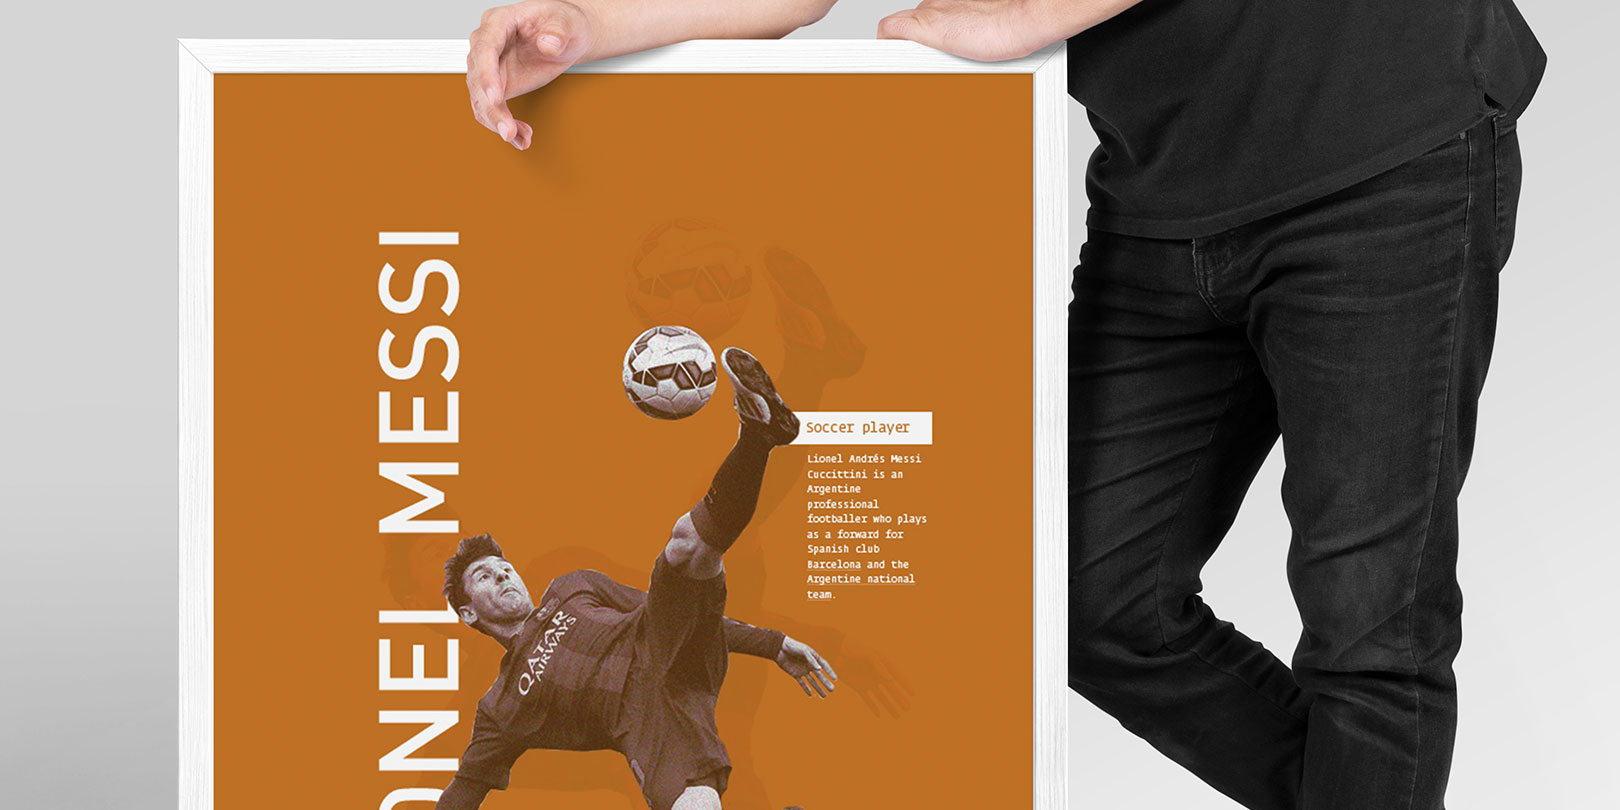 ONEL MESSI
Soccer player
Lionel Andrés Messi
Cuccittini is an
Argentine
professional
footballer who plays
as a forward for
Spanish club
Barcelona and the
Argentine national
team.
QATAR
AIRWAYS